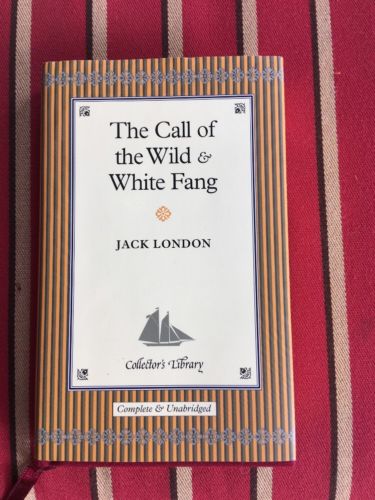 The Call of
the Wild &
White Fang
JACK LONDON
Collector's Library
Complete & Unabridged